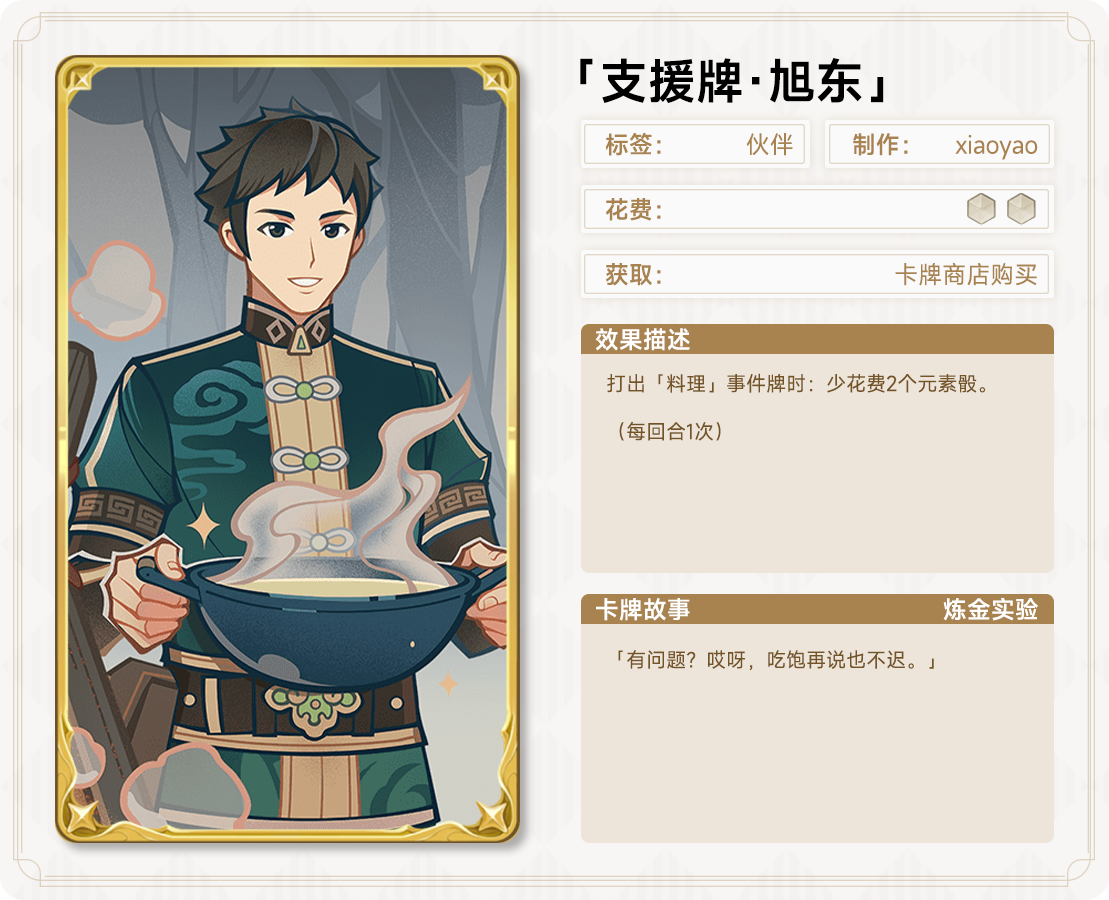 「支援牌·旭东」
标签： 伙伴 制作： xiaoyao
花费：
获取： 卡牌商店购买
效果描述
打出「料理」事件牌时：少花费2个元素骰。
（每回合1次）
卡牌故事 炼金实验
「有问题？哎呀，吃饱再说也不迟。」